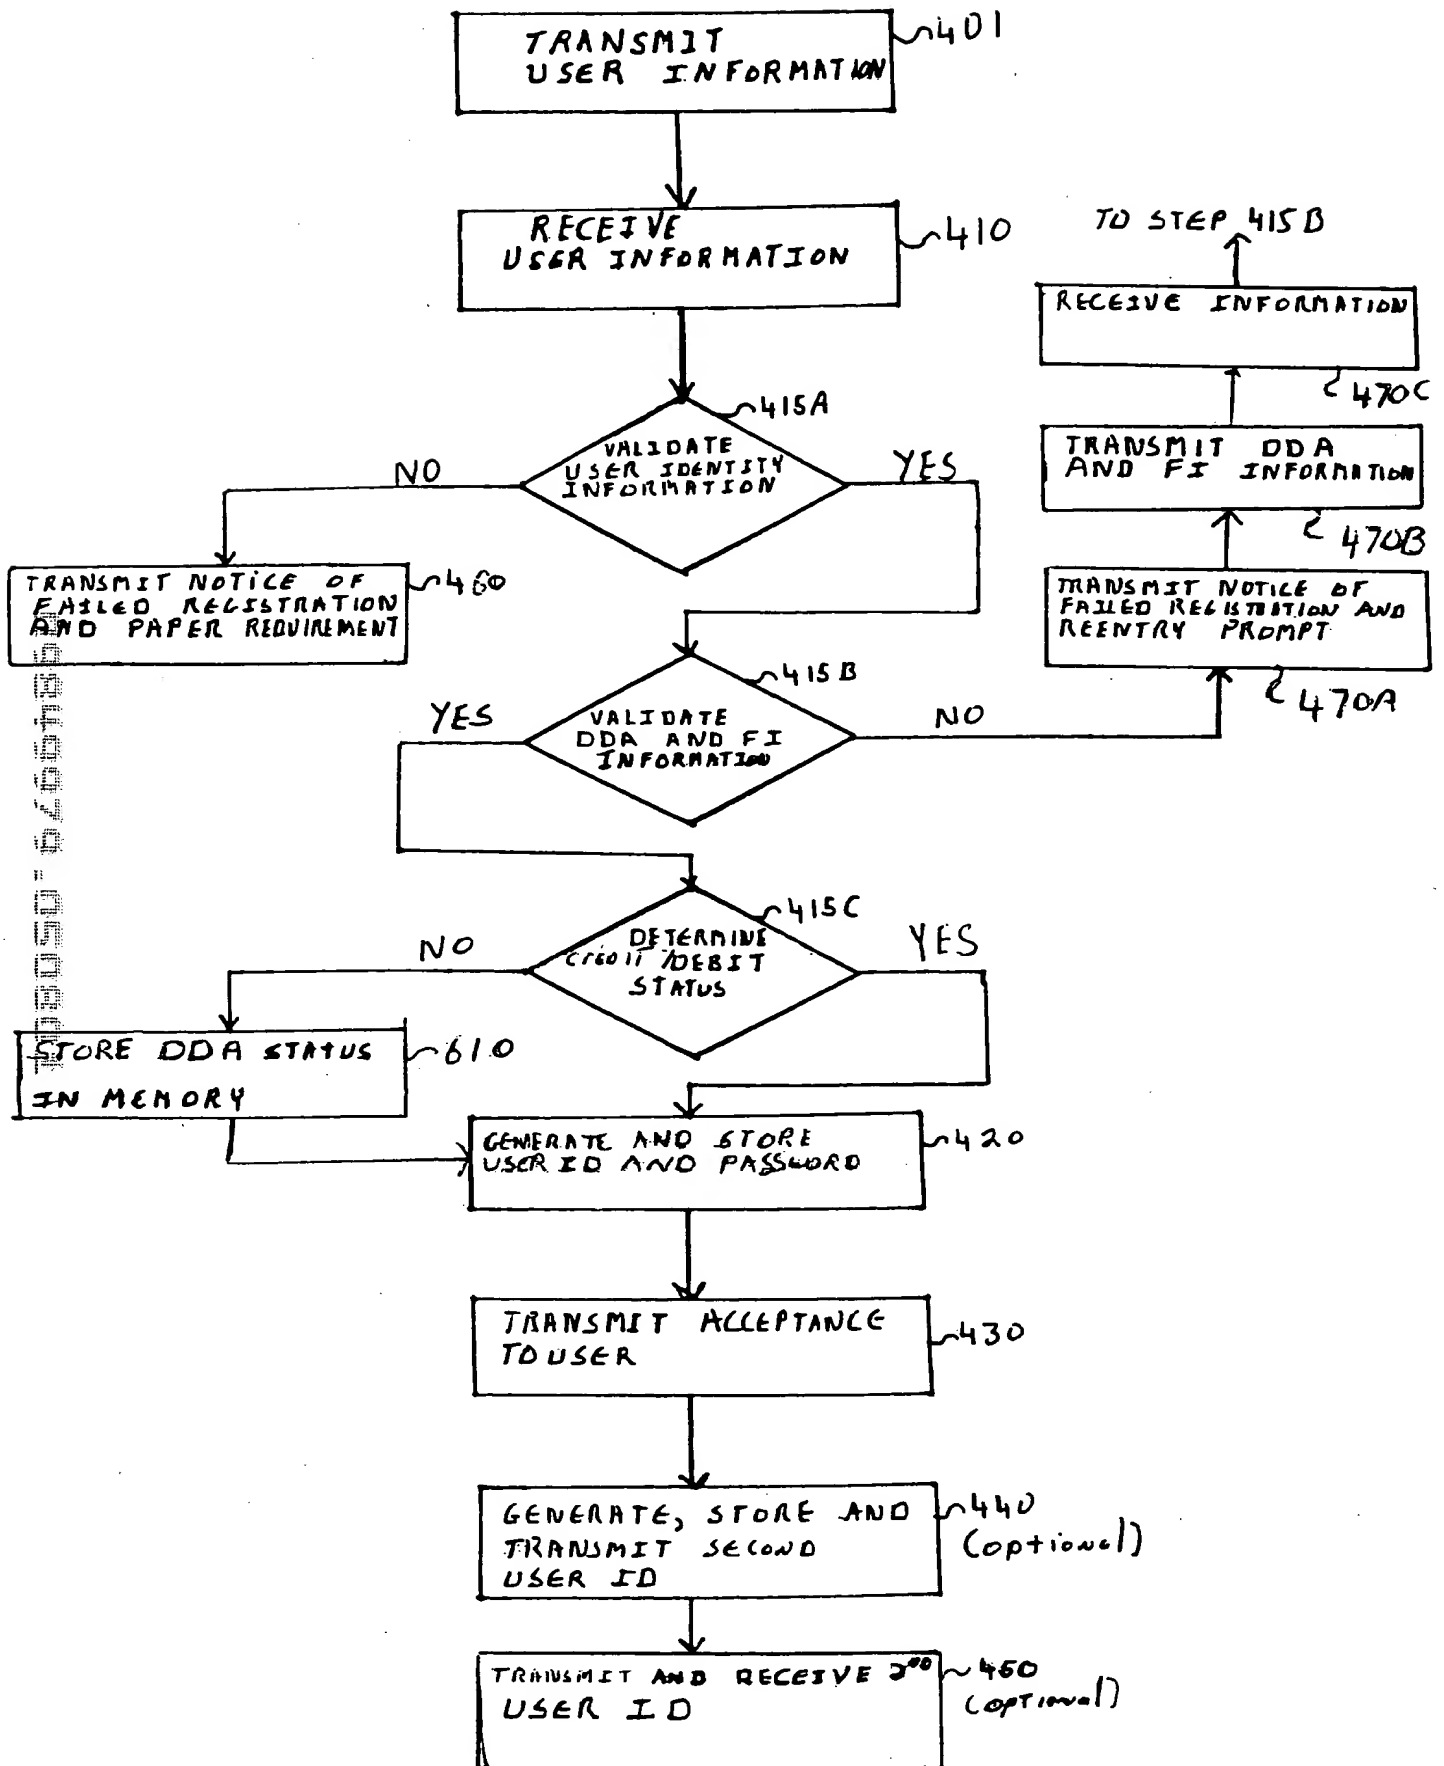 TRANSMIT
USER INFORMATION
401
RECEIVE
USER INFORMATION
410
TO STEP 415B
RECEIVE INFORMATION
470C
TRANSMIT DDA
AND FI INFORMATION
470B
TRANSMIT NOTICE OF
FAILED REGISTRATION AND
REENTRY PROMPT
470A
415A
VALIDATE
USER IDENTITY
INFORMATION
NO
YES
TRANSMIT NOTICE OF
FAILED REGISTRATION
AND PAPER REQUIREMENT
460
415B
VALIDATE
DDA AND FI
INFORMATION
YES
NO
415C
DETERMINE
CREDIT/DEBIT
STATUS
NO
YES
STORE DDA STATUS
IN MEMORY
610
GENERATE AND STORE
USER ID AND PASSWORD
420
TRANSMIT ACCEPTANCE
TO USER
430
GENERATE, STORE AND
TRANSMIT SECOND
USER ID
440
(optional)
TRANSMIT AND RECEIVE 2ND
USER ID
450
(optional)